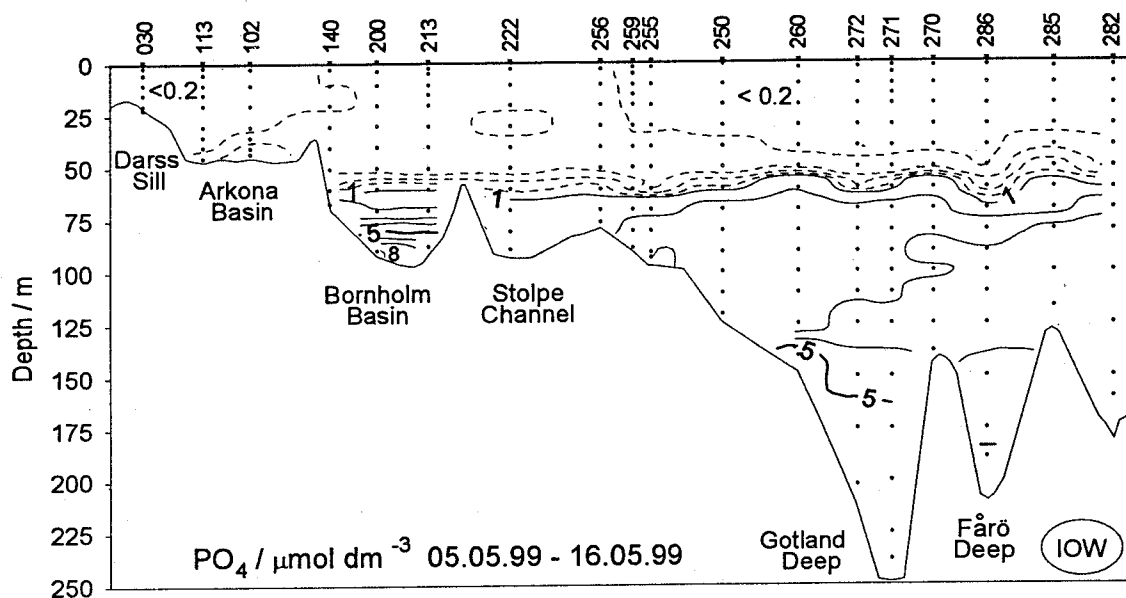 030 113 102 140 200 213 222 256 259 255 250 260 272 271 270 286 285 282
0
25
50
75
100
125
150
175
200
225
250
Depth / m
<0.2
< 0.2
Darss
Sill
Arkona
Basin
1
5
8
1
1
Bornholm
Basin
Stolpe
Channel
5
5
Gotland
Deep
Fårö
Deep
IOW
PO4 / μmol dm -3 05.05.99 - 16.05.99